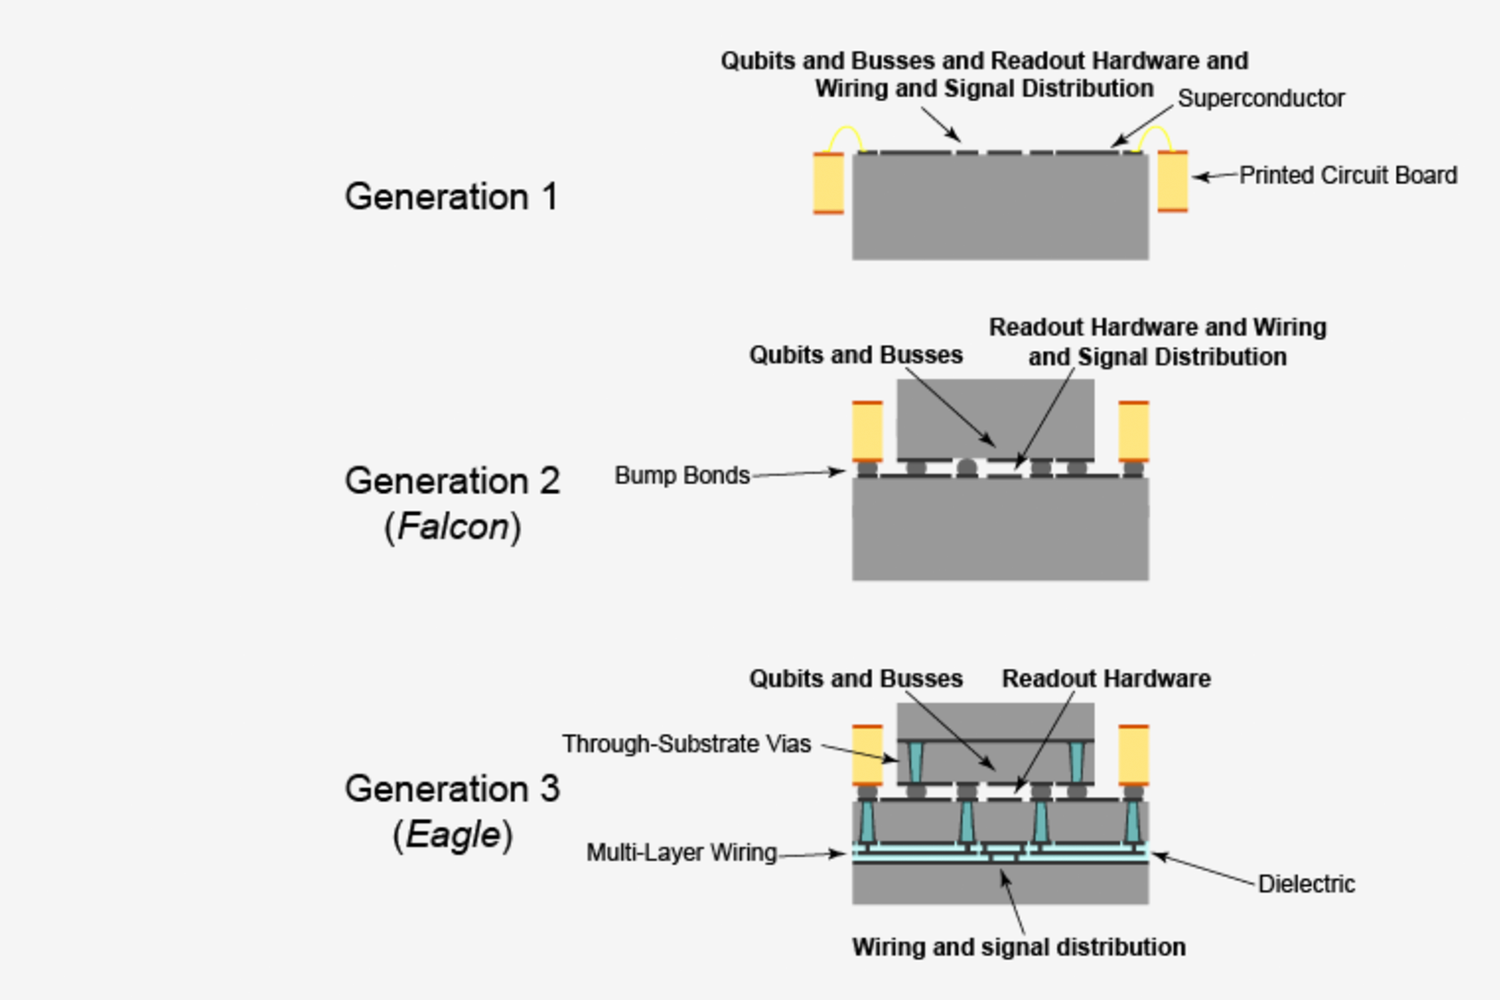 Qubits and Busses and Readout Hardware and
Wiring and Signal Distribution
Superconductor
Generation 1
Printed Circuit Board
Readout Hardware and Wiring
and Signal Distribution
Qubits and Busses
Bump Bonds
Generation 2
(Falcon)
Qubits and Busses
Readout Hardware
Through-Substrate Vias
Generation 3
(Eagle)
Multi-Layer Wiring
Dielectric
Wiring and signal distribution